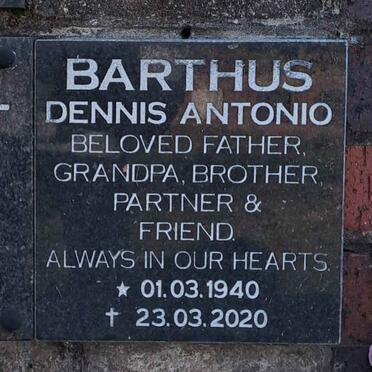 BARTHUS
DENNIS ANTONIO
BELOVED FATHER,
GRANDPA, BROTHER,
PARTNER &
FRIEND.
ALWAYS IN OUR HEARTS.
★ 01.03.1940
✝ 23.03.2020